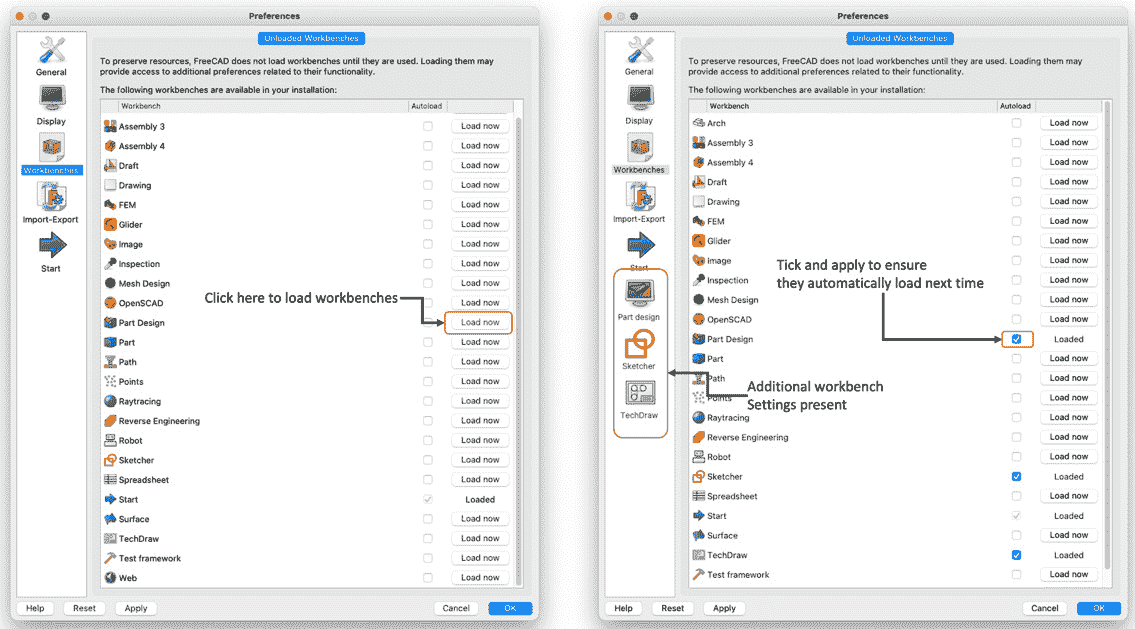 Preferences
Unloaded Workbenches
General
Display
Workbenches
Import-Export
Start
To preserve resources, FreeCAD does not load workbenches until they are used. Loading them may
provide access to additional preferences related to their functionality.
The following workbenches are available in your installation:
Workbench Autoload
Assembly 3 Load now
Assembly 4 Load now
Draft Load now
Drawing Load now
FEM Load now
Glider Load now
Image Load now
Inspection Load now
Mesh Design Load now
OpenSCAD Load now
Part Design Load now
Part Load now
Path Load now
Points Load now
Raytracing Load now
Reverse Engineering Load now
Robot Load now
Sketcher Load now
Spreadsheet Load now
Start Loaded
Surface Load now
TechDraw Load now
Test framework Load now
Web Load now
Click here to load workbenches
Help Reset Apply Cancel OK
Preferences
Unloaded Workbenches
General
Display
Workbenches
Import-Export
Start
Part design
Sketcher
TechDraw
To preserve resources, FreeCAD does not load workbenches until they are used. Loading them may
provide access to additional preferences related to their functionality.
The following workbenches are available in your installation:
Workbench Autoload
Arch Load now
Assembly 3 Load now
Assembly 4 Load now
Draft Load now
Drawing Load now
FEM Load now
Glider Load now
Image Load now
Inspection Load now
Mesh Design Load now
OpenSCAD Load now
Part Design Loaded
Part Load now
Path Load now
Points Load now
Raytracing Load now
Reverse Engineering Load now
Robot Load now
Sketcher Loaded
Spreadsheet Load now
Start Loaded
Surface Load now
TechDraw Loaded
Test framework Load now
Tick and apply to ensure
they automatically load next time
Additional workbench
Settings present
Help Reset Apply Cancel OK